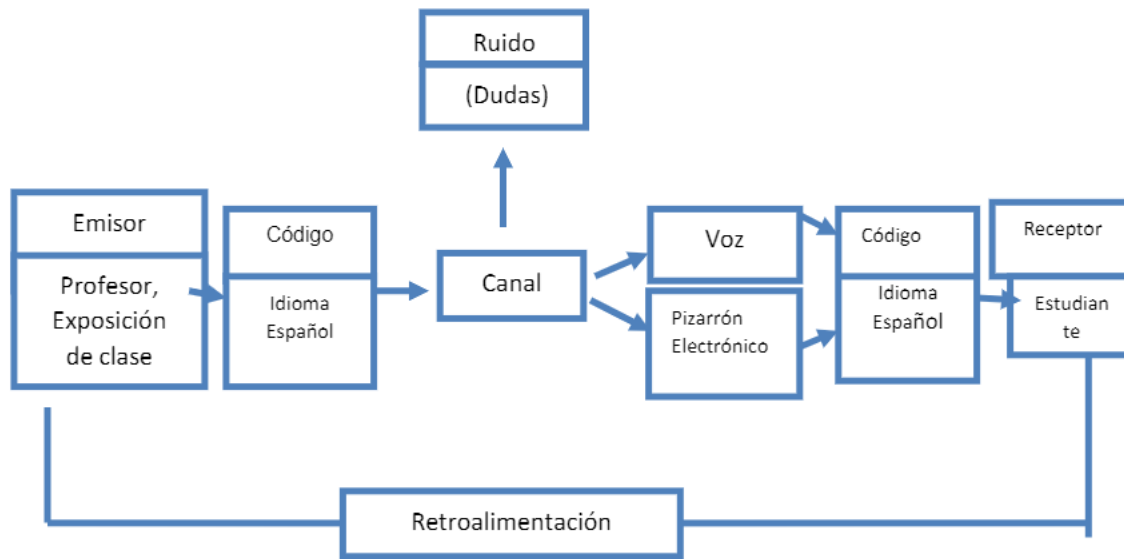 Ruido
(Dudas)
Emisor
Profesor,
Exposición
de clase
Código
Idioma
Español
Canal
Voz
Pizarrón
Electrónico
Código
Idioma
Español
Receptor
Estudian
te
Retroalimentación